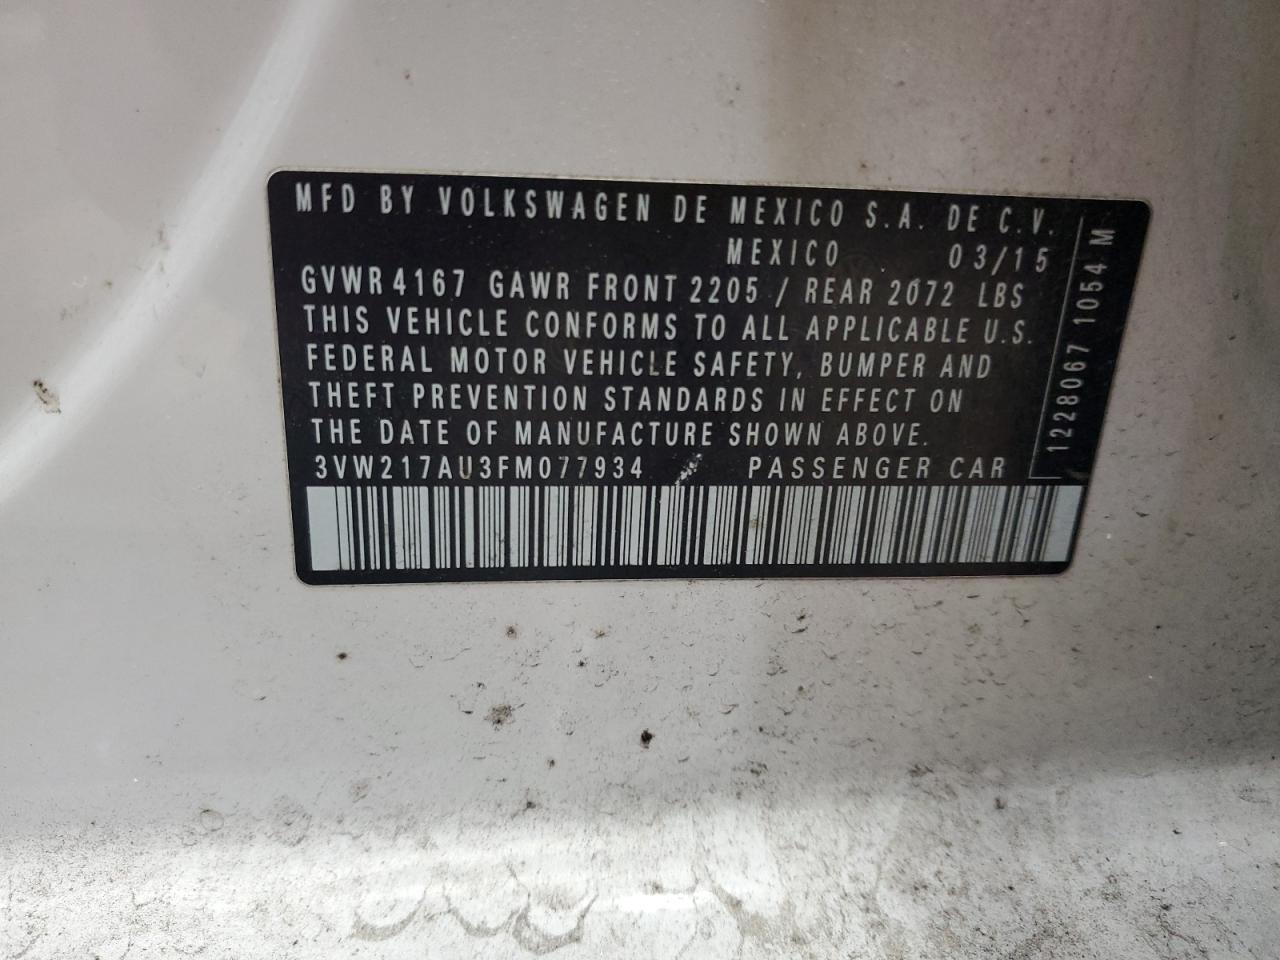 MFD BY VOLKSWAGEN DE MEXICO S.A. DE C.V.
MEXICO 03/15
GVWR 4167 GAWR FRONT 2205 / REAR 2072 LBS
THIS VEHICLE CONFORMS TO ALL APPLICABLE U.S.
FEDERAL MOTOR VEHICLE SAFETY, BUMPER AND
THEFT PREVENTION STANDARDS IN EFFECT ON
THE DATE OF MANUFACTURE SHOWN ABOVE.
3VW217AU3FM077934 PASSENGER CAR
1228067 1054 M